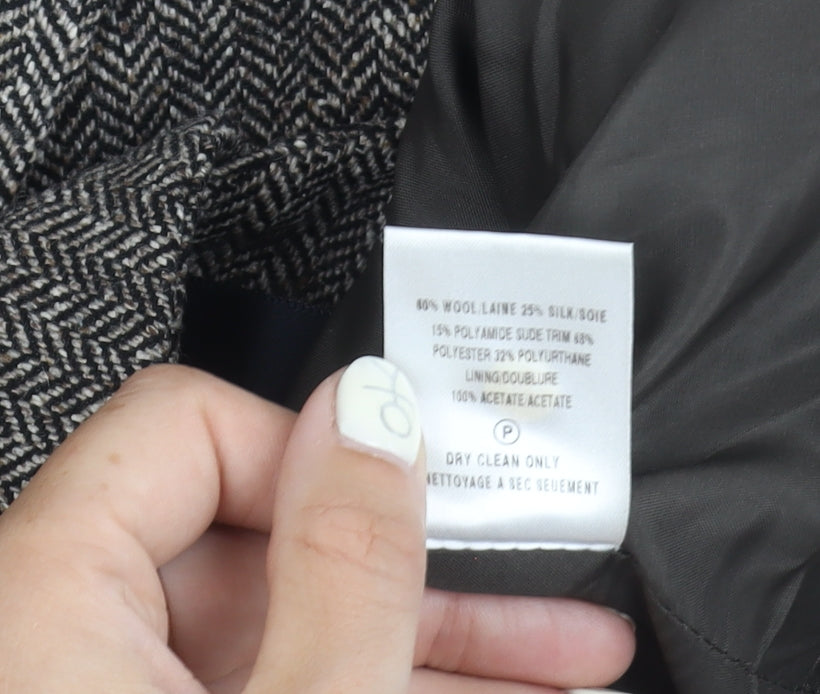 60% WOOL/LAINE 25% SILK/SOIE
15% POLYAMIDE SUDE TRIM 68%
POLYESTER 32% POLYURTHANE
LINING/DOUBLURE
100% ACETATE/ACETATE
P
DRY CLEAN ONLY
NETTOYAGE A SEC SEUEMENT
OK